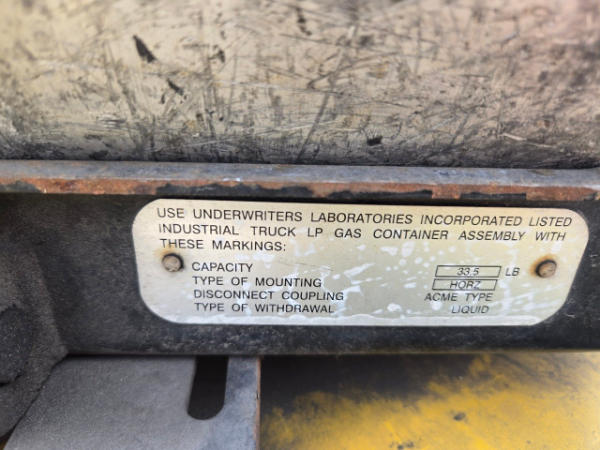 USE UNDERWRITERS LABORATORIES INCORPORATED LISTED
INDUSTRIAL TRUCK LP GAS CONTAINER ASSEMBLY WITH
THESE MARKINGS:
CAPACITY 33.5 LB
TYPE OF MOUNTING HORZ
DISCONNECT COUPLING ACME TYPE
TYPE OF WITHDRAWAL LIQUID